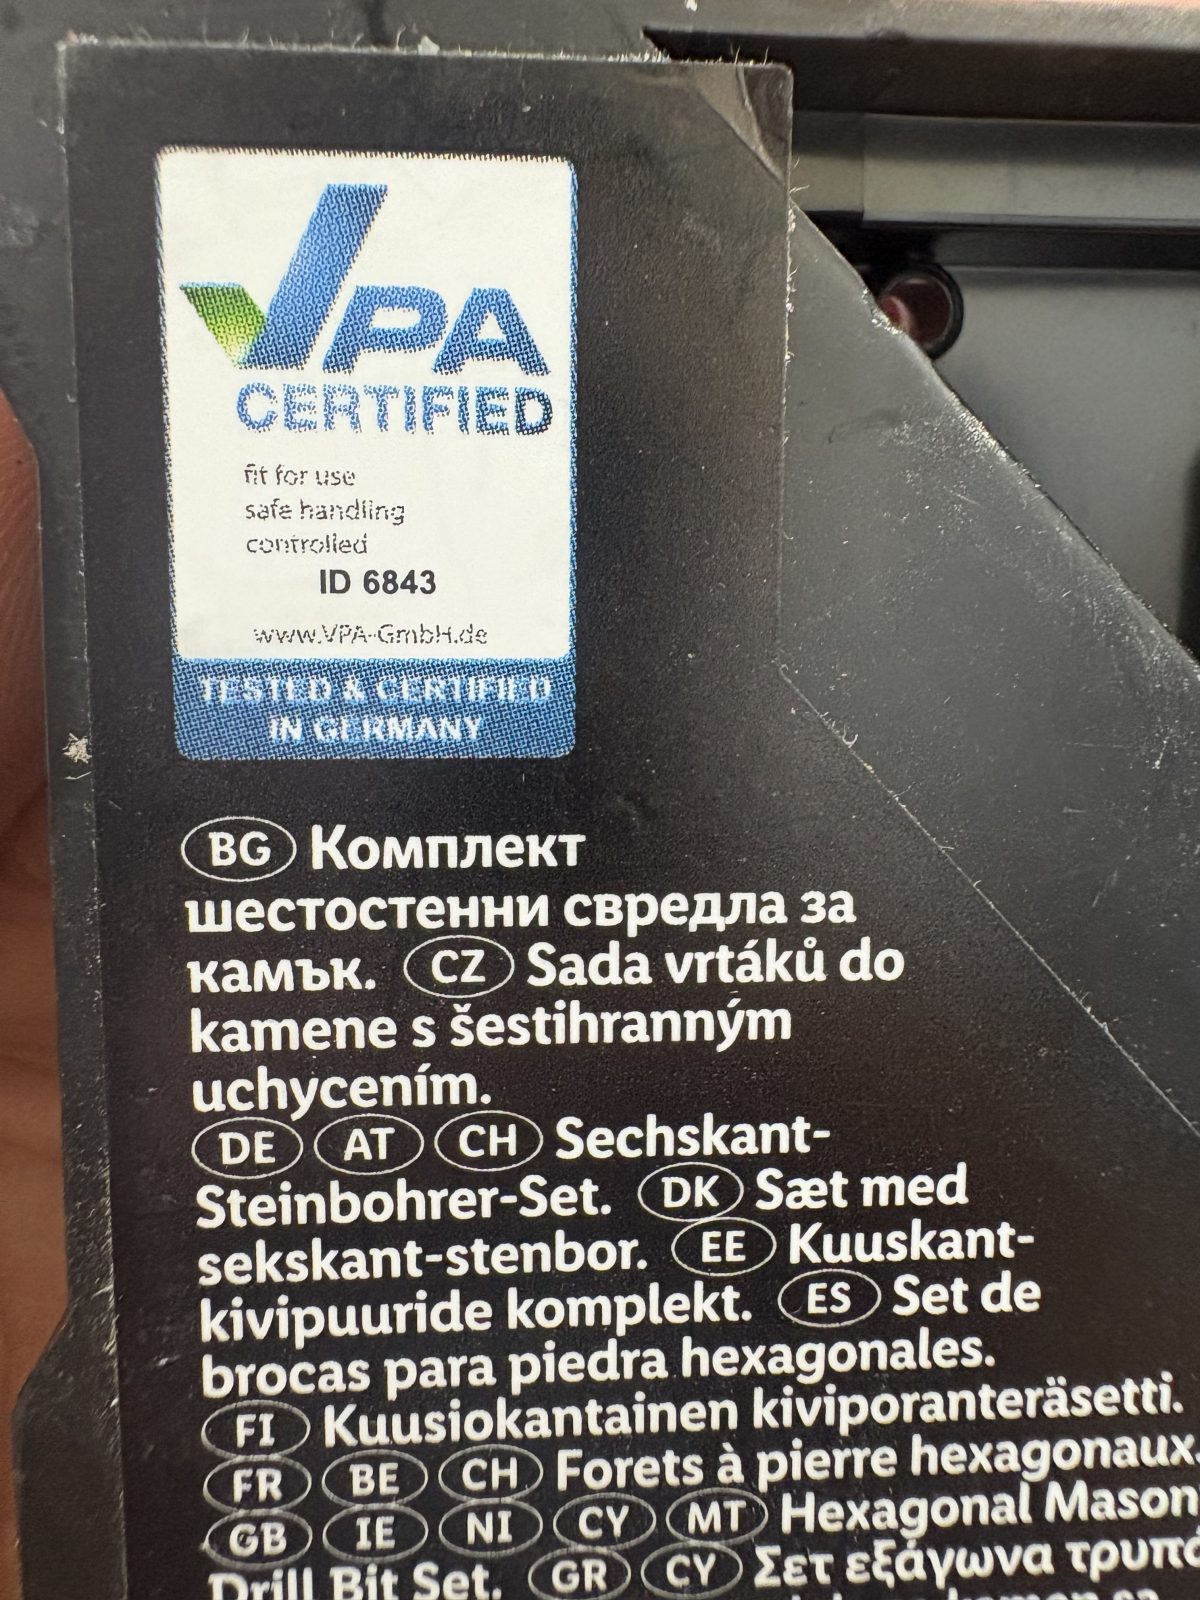 VPA
CERTIFIED
fit for use
safe handling
controlled
ID 6843
www.VPA-GmbH.de
TESTED & CERTIFIED
IN GERMANY
BG Комплект
шестостенни свредла за
камък. CZ Sada vrtáků do
kamene s šestihranným
uchycením.
DE AT CH Sechskant-
Steinbohrer-Set. DK Sæt med
sekskant-stenbor. EE Kuuskant-
kivipuuride komplekt. ES Set de
brocas para piedra hexagonales.
FI Kuusiokantainen kiviporanteräsetti.
FR BE CH Forets à pierre hexagonaux.
GB IE NI CY MT Hexagonal Mason
Drill Bit Set. GR CY Σετ εξάγωνα τρυπά